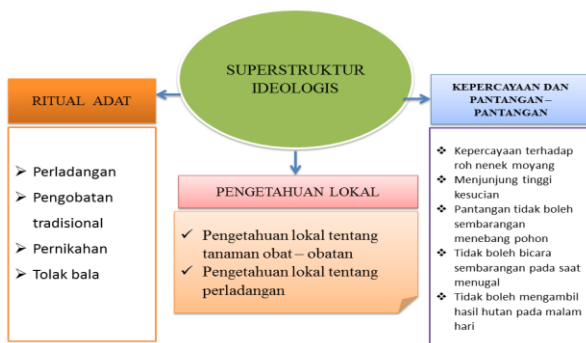 SUPERSTRUKTUR
IDEOLOGIS
RITUAL ADAT
Perladangan
Pengobatan
tradisional
Pernikahan
Tolak bala
PENGETAHUAN LOKAL
Pengetahuan lokal tentang
tanaman obat – obatan
Pengetahuan lokal tentang
perladangan
KEPERCAYAAN DAN
PANTANGAN –
PANTANGAN
Kepercayaan terhadap
roh nenek moyang
Menjunjung tinggi
kesucian
Pantangan tidak boleh
sembarangan
menebang pohon
Tidak boleh bicara
sembarangan pada saat
menugal
Tidak boleh mengambil
hasil hutan pada malam
hari